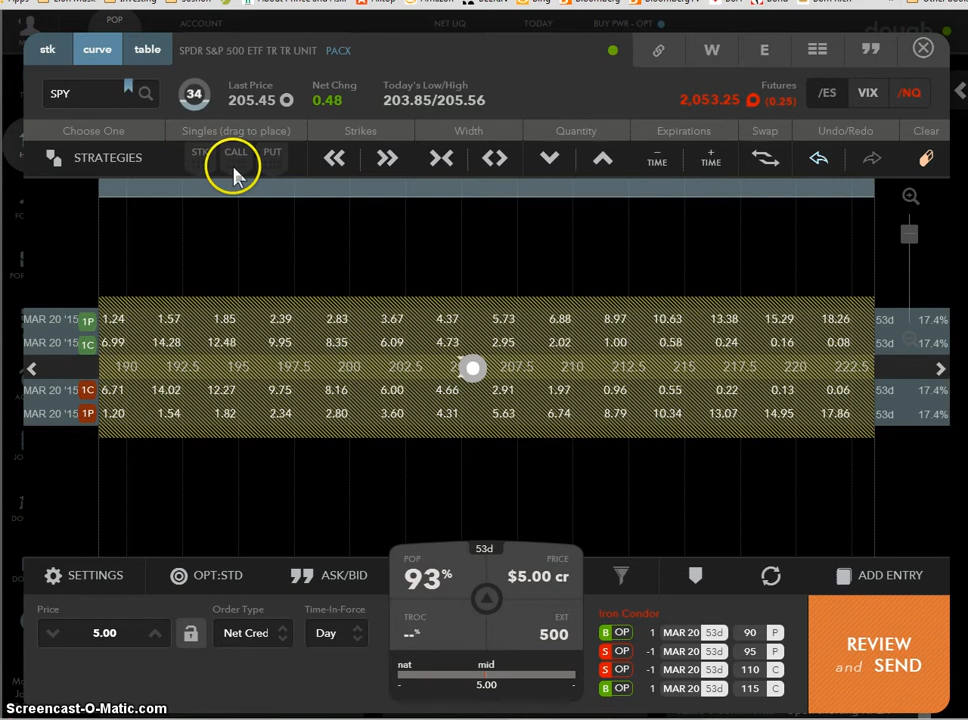 POP
ACCOUNT
NET LIQ
TODAY
BUY PWR - OPT
stk
curve
table
SPDR S&P 500 ETF TR TR UNIT PACX
W
E
SPY
34
Last Price
205.45
Net Chng
0.48
Today's Low/High
203.85/205.56
Futures
2,053.25 (0.25)
/ES
VIX
/NQ
Choose One
Singles (drag to place)
Strikes
Width
Quantity
Expirations
Swap
Undo/Redo
Clear
STRATEGIES
STK
CALL
PUT
TIME
TIME
MAR 20 '15 1P 1.24 1.57 1.85 2.39 2.83 3.67 4.37 5.73 6.88 8.97 10.63 13.38 15.29 18.26 53d 17.4%
MAR 20 '15 1C 6.99 14.28 12.48 9.95 8.35 6.09 4.73 2.95 2.02 1.00 0.58 0.24 0.16 0.08 53d 17.4%
190 192.5 195 197.5 200 202.5 207.5 210 212.5 215 217.5 220 222.5
MAR 20 '15 1C 6.71 14.02 12.27 9.75 8.16 6.00 4.66 2.91 1.97 0.96 0.55 0.22 0.13 0.06 53d 17.4%
MAR 20 '15 1P 1.20 1.54 1.82 2.34 2.80 3.60 4.31 5.63 6.74 8.79 10.34 13.07 14.95 17.86 53d 17.4%
SETTINGS
OPT:STD
ASK/BID
53d
POP
93%
PRICE
$5.00 cr
TROC
--%
EXT
500
nat
mid
-
5.00
-
ADD ENTRY
Price
5.00
Order Type
Net Cred
Time-In-Force
Day
Iron Condor
B OP 1 MAR 20 53d 90 P
S OP -1 MAR 20 53d 95 P
S OP -1 MAR 20 53d 110 C
B OP 1 MAR 20 53d 115 C
REVIEW
and SEND
Screencast-O-Matic.com